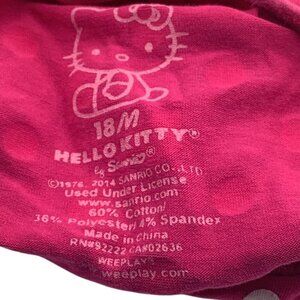 18/M
HELLO KITTY®
by Sanrio®
©1976, 2014 SANRIO CO., LTD
Used Under License
www.sanrio.com
60% Cotton/
36% Polyester/ 4% Spandex
Made in China
RN#92222 CA#02636
WEEPLAY®
weeplay.com